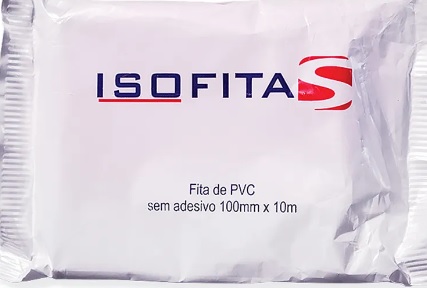 ISOFITAS
Fita de PVC
sem adesivo 100mm x 10m